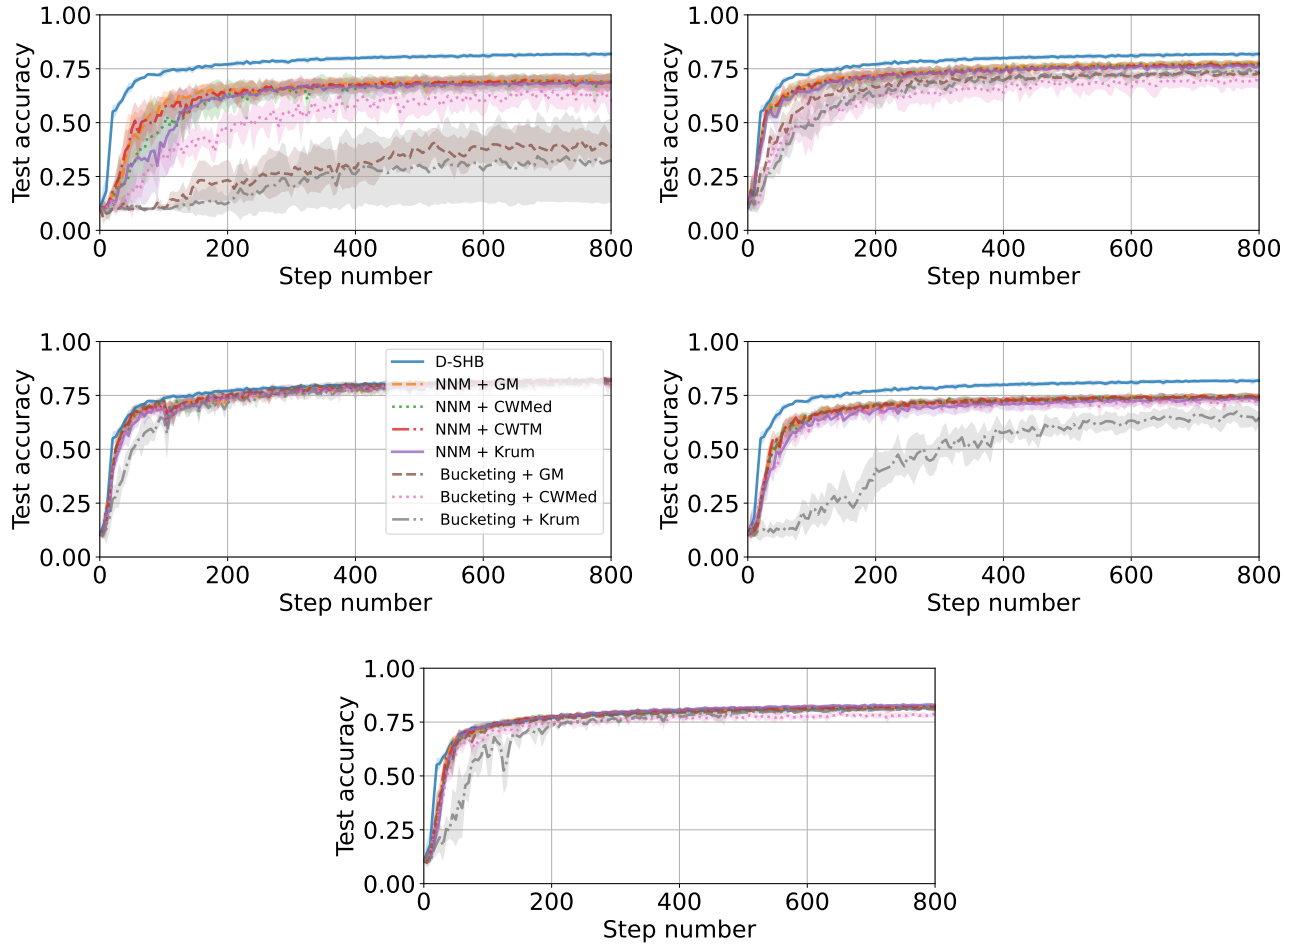 1.00
0.75
0.50
0.25
0.00
Test accuracy
0 200 400 600 800
Step number
1.00
0.75
0.50
0.25
0.00
Test accuracy
0 200 400 600 800
Step number
1.00
0.75
0.50
0.25
0.00
Test accuracy
D-SHB
NNM + GM
NNM + CWMed
NNM + CWTM
NNM + Krum
Bucketing + GM
Bucketing + CWMed
Bucketing + Krum
0 200 400 600 800
Step number
1.00
0.75
0.50
0.25
0.00
Test accuracy
0 200 400 600 800
Step number
1.00
0.75
0.50
0.25
0.00
Test accuracy
0 200 400 600 800
Step number